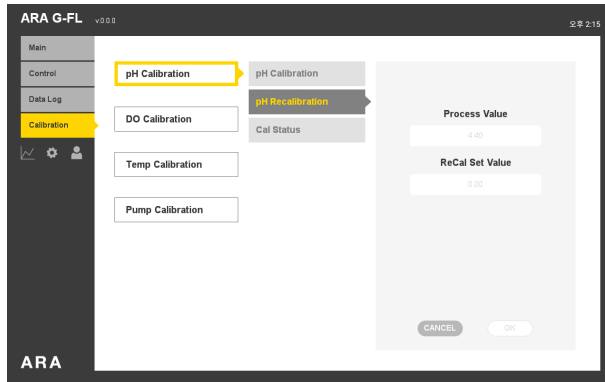 ARA G-FL v.0.0.0
오후 2:15
Main
Control
Data Log
Calibration
pH Calibration
DO Calibration
Temp Calibration
Pump Calibration
pH Calibration
pH Recalibration
Cal Status
Process Value
4.40
ReCal Set Value
0.00
CANCEL
OK
ARA